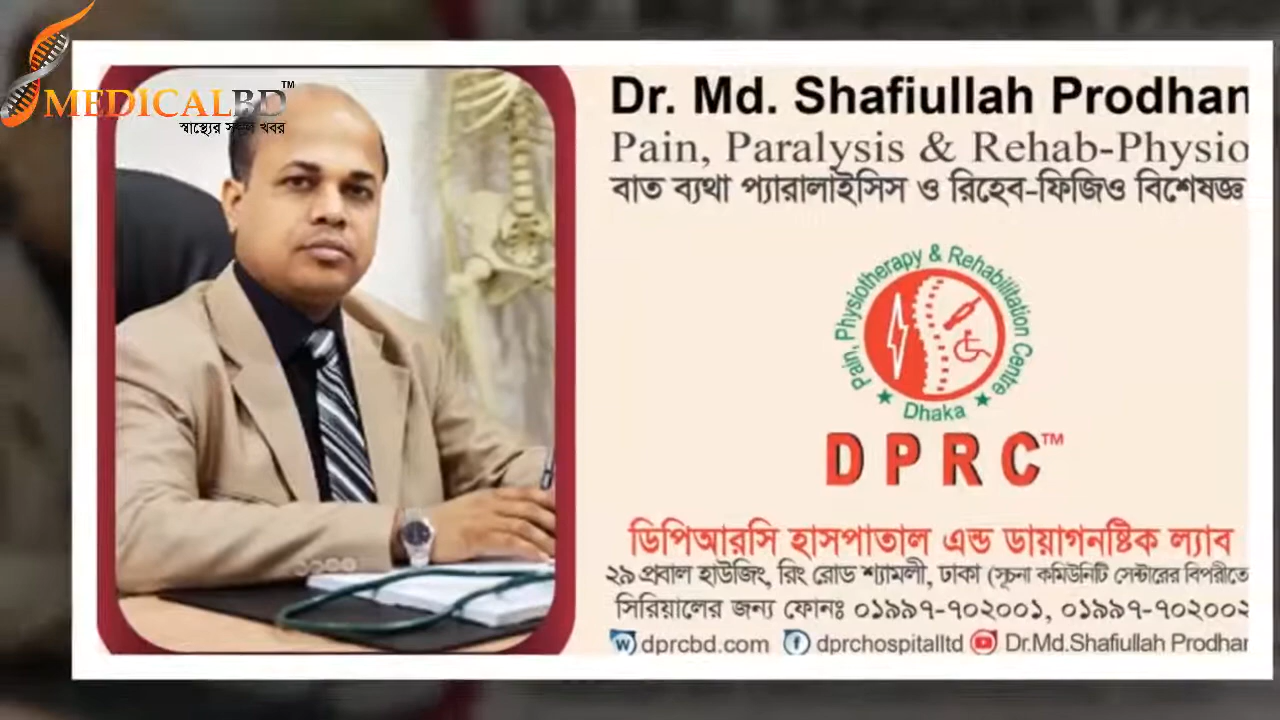 MEDICALBD™
স্বাস্থ্যের সকল খবর
Dr. Md. Shafiullah Prodhan
Pain, Paralysis & Rehab-Physio
বাত ব্যথা প্যারালাইসিস ও রিহেব-ফিজিও বিশেষজ্ঞ
Pain, Physiotherapy & Rehabilitation Centre
Dhaka
DPRC™
ডিপিআরসি হাসপাতাল এন্ড ডায়াগনষ্টিক ল্যাব
২৯ প্রবাল হাউজিং, রিং রোড শ্যামলী, ঢাকা (সূচনা কমিউনিটি সেন্টারের বিপরীতে
সিরিয়ালের জন্য ফোনঃ ০১৯৯৭-৭০২০০১, ০১৯৯৭-৭০২০০২
dprcbd.com dprchospitalltd Dr.Md.Shafiullah Prodhan